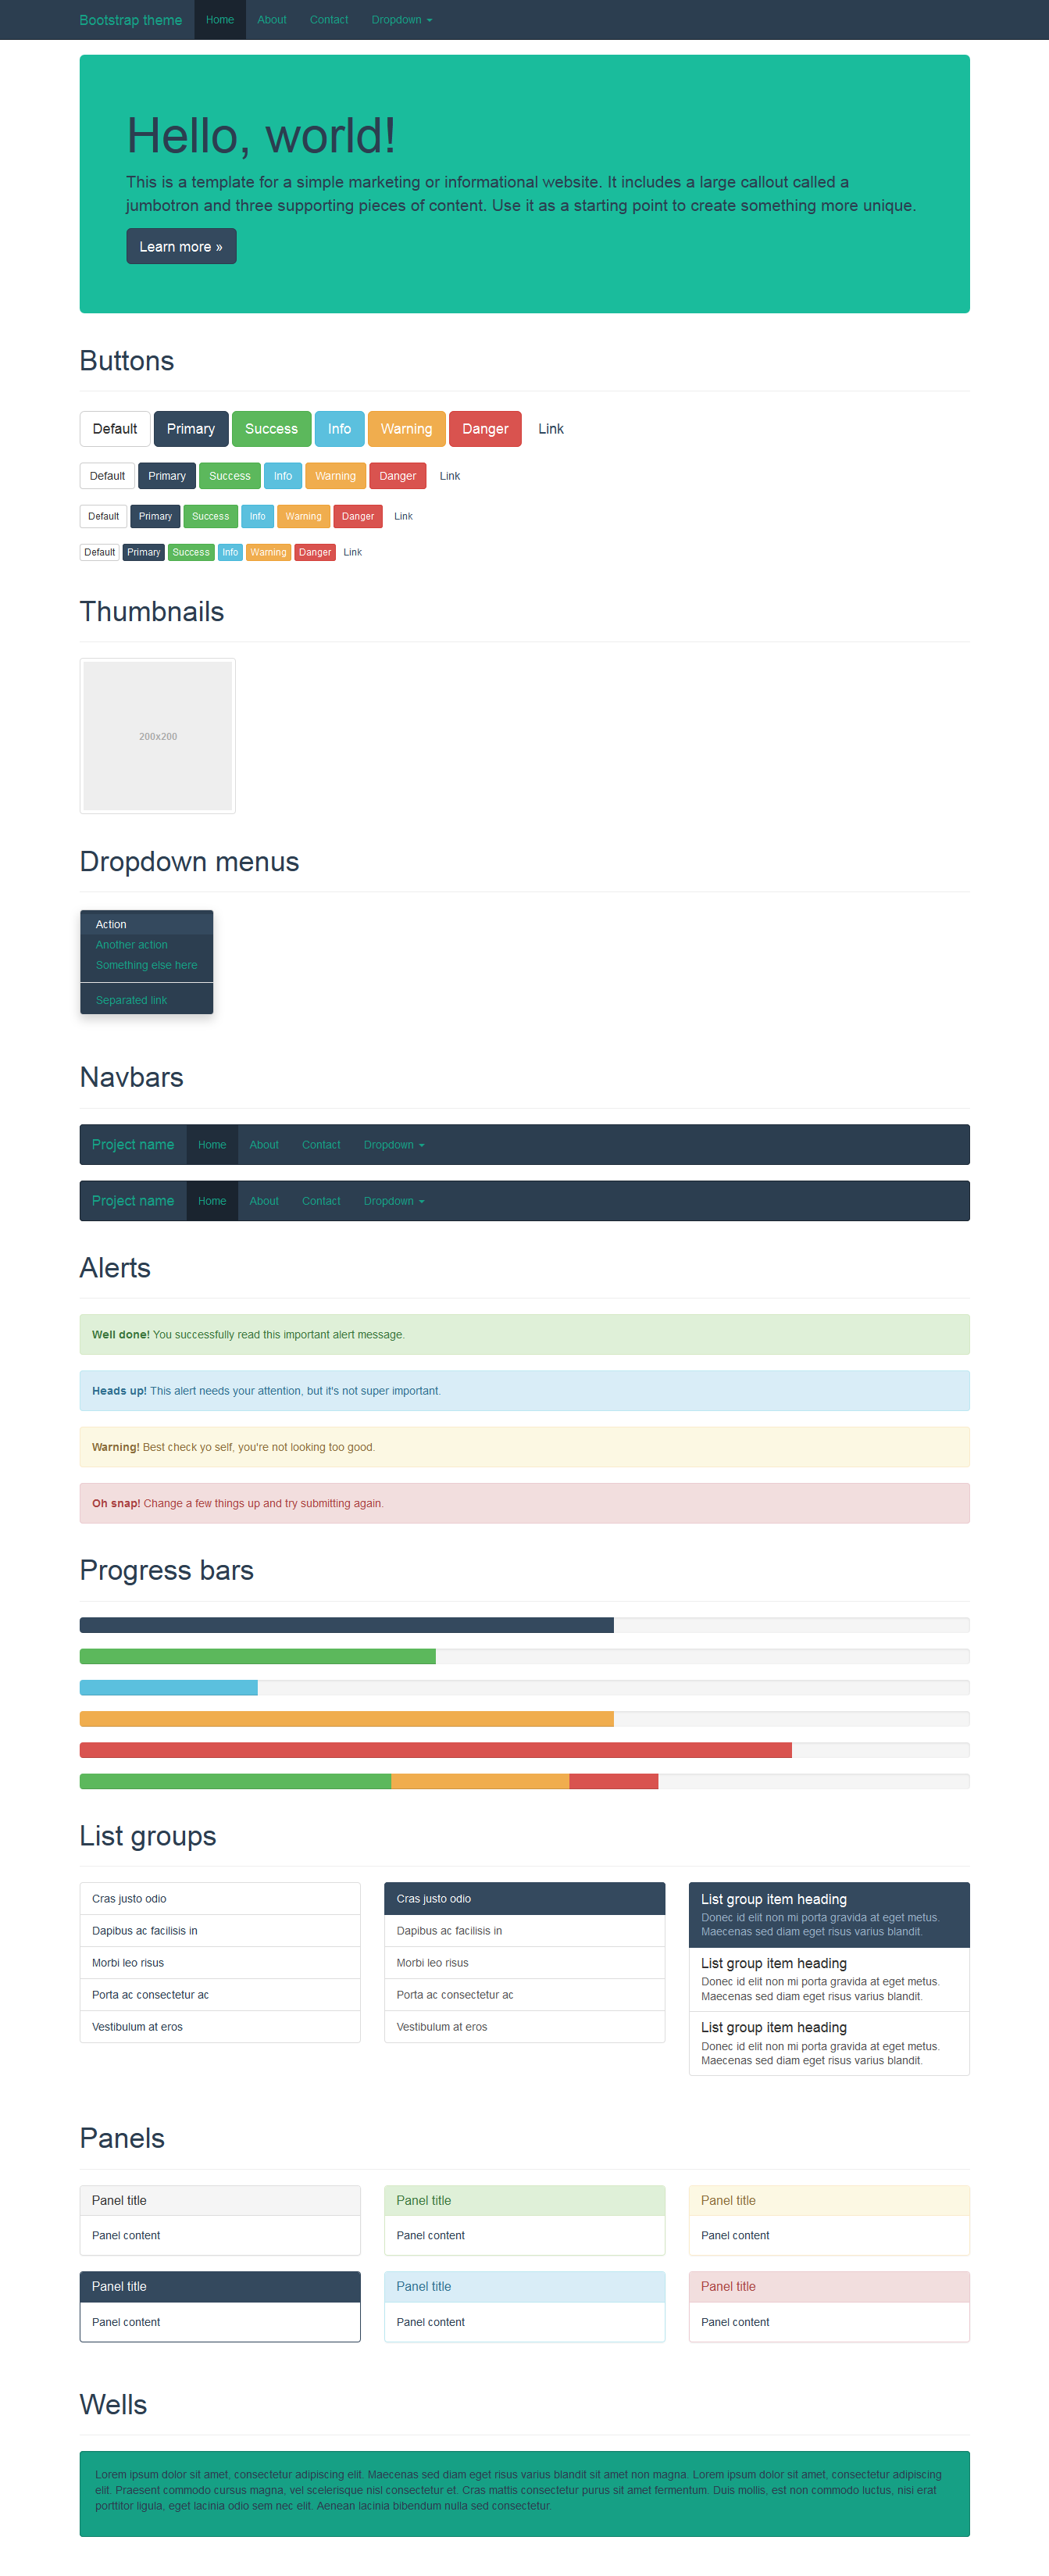 Bootstrap theme Home About Contact Dropdown
Hello, world!
This is a template for a simple marketing or informational website. It includes a large callout called a
jumbotron and three supporting pieces of content. Use it as a starting point to create something more unique.
Learn more »
Buttons
Default Primary Success Info Warning Danger Link
Default Primary Success Info Warning Danger Link
Default Primary Success Info Warning Danger Link
Default Primary Success Info Warning Danger Link
Thumbnails
200x200
Dropdown menus
Action
Another action
Something else here
Separated link
Navbars
Project name Home About Contact Dropdown
Project name Home About Contact Dropdown
Alerts
Well done! You successfully read this important alert message.
Heads up! This alert needs your attention, but it's not super important.
Warning! Best check yo self, you're not looking too good.
Oh snap! Change a few things up and try submitting again.
Progress bars
List groups
Cras justo odio
Dapibus ac facilisis in
Morbi leo risus
Porta ac consectetur ac
Vestibulum at eros
Cras justo odio
Dapibus ac facilisis in
Morbi leo risus
Porta ac consectetur ac
Vestibulum at eros
List group item heading
Donec id elit non mi porta gravida at eget metus.
Maecenas sed diam eget risus varius blandit.
List group item heading
Donec id elit non mi porta gravida at eget metus.
Maecenas sed diam eget risus varius blandit.
List group item heading
Donec id elit non mi porta gravida at eget metus.
Maecenas sed diam eget risus varius blandit.
Panels
Panel title
Panel content
Panel title
Panel content
Panel title
Panel content
Panel title
Panel content
Panel title
Panel content
Panel title
Panel content
Wells
Lorem ipsum dolor sit amet, consectetur adipiscing elit. Maecenas sed diam eget risus varius blandit sit amet non magna. Lorem ipsum dolor sit amet, consectetur adipiscing
elit. Praesent commodo cursus magna, vel scelerisque nisl consectetur et. Cras mattis consectetur purus sit amet fermentum. Duis mollis, est non commodo luctus, nisi erat
porttitor ligula, eget lacinia odio sem nec elit. Aenean lacinia bibendum nulla sed consectetur.